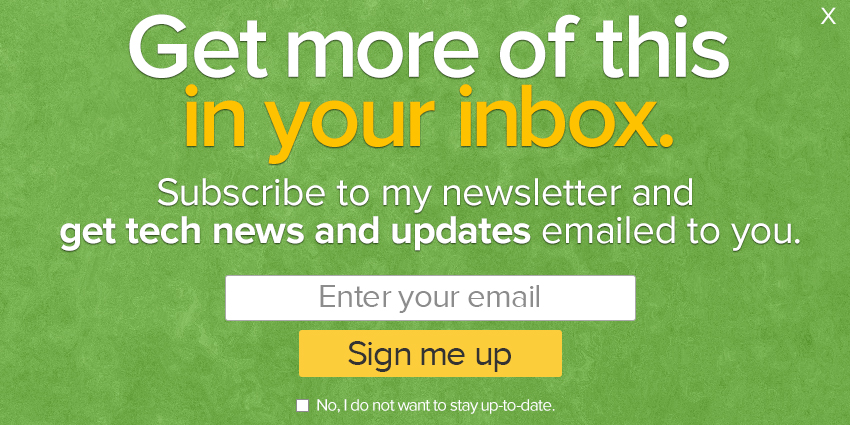 X
Get more of this
in your inbox.
Subscribe to my newsletter and
get tech news and updates emailed to you.
Enter your email
Sign me up
No, I do not want to stay up-to-date.